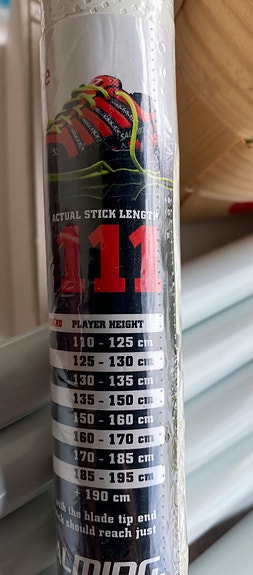 ACTUAL STICK LENGTH
111
PLAYER HEIGHT
110 - 125 cm
125 - 130 cm
130 - 135 cm
135 - 150 cm
150 - 160 cm
160 - 170 cm
170 - 185 cm
185 - 195 cm
+ 190 cm
with the blade tip end
should reach just
ALMING